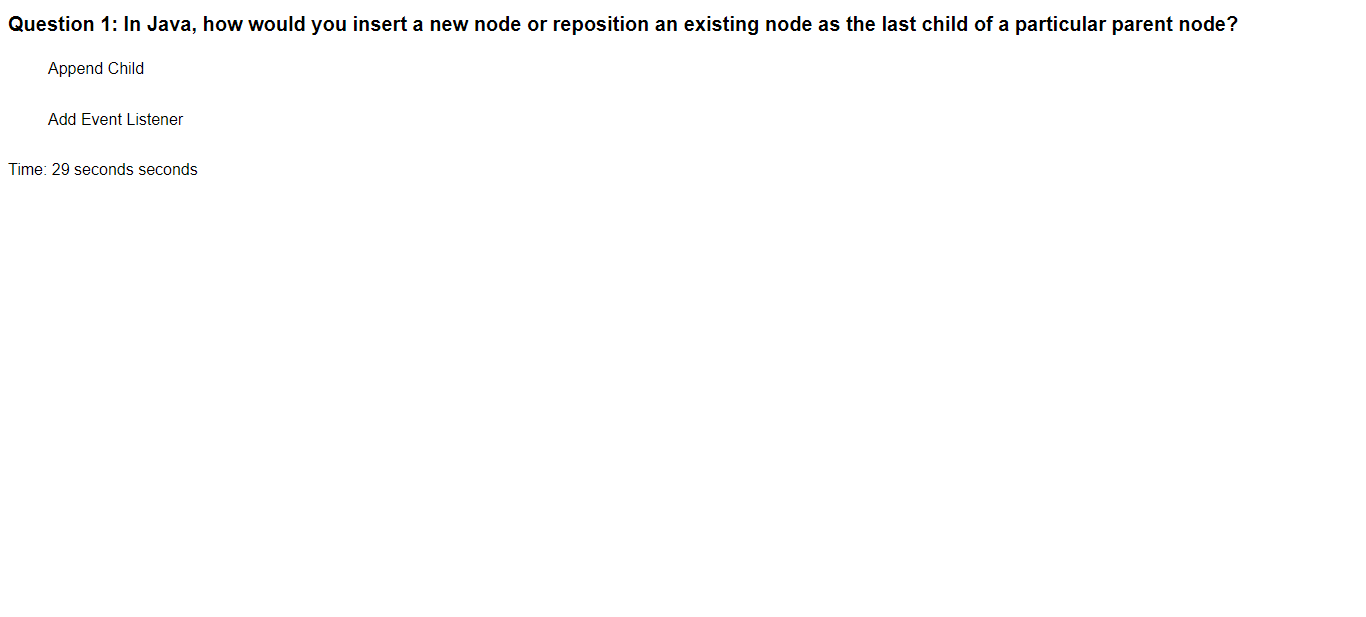 Question 1: In Java, how would you insert a new node or reposition an existing node as the last child of a particular parent node?
Append Child
Add Event Listener
Time: 29 seconds seconds